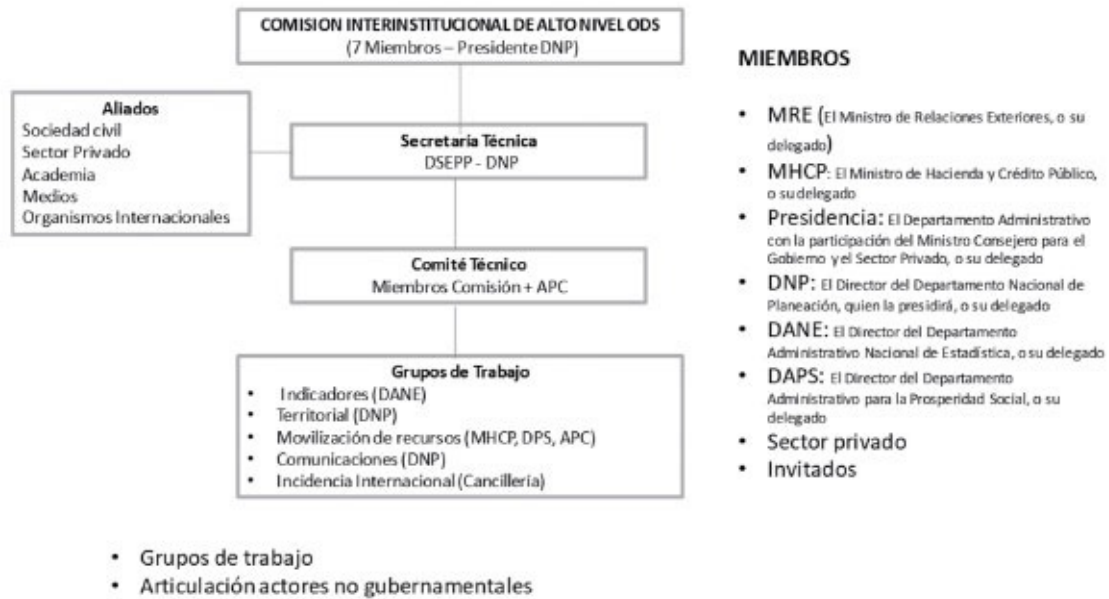 COMISION INTERINSTITUCIONAL DE ALTO NIVEL ODS
(7 Miembros – Presidente DNP)
Aliados
Sociedad civil
Sector Privado
Academia
Medios
Organismos Internacionales
Secretaría Técnica
DSEPP - DNP
Comité Técnico
Miembros Comisión + APC
Grupos de Trabajo
• Indicadores (DANE)
• Territorial (DNP)
• Movilización de recursos (MHCP, DPS, APC)
• Comunicaciones (DNP)
• Incidencia Internacional (Cancillería)
MIEMBROS
• MRE (El Ministro de Relaciones Exteriores, o su
delegado)
• MHCP: El Ministro de Hacienda y Crédito Público,
o su delegado
• Presidencia: El Departamento Administrativo
con la participación del Ministro Consejero para el
Gobierno y el Sector Privado, o su delegado
• DNP: El Director del Departamento Nacional de
Planeación, quien la presidirá, o su delegado
• DANE: El Director del Departamento
Administrativo Nacional de Estadística, o su delegado
• DAPS: El Director del Departamento
Administrativo para la Prosperidad Social, o su
delegado
• Sector privado
• Invitados
• Grupos de trabajo
• Articulación actores no gubernamentales